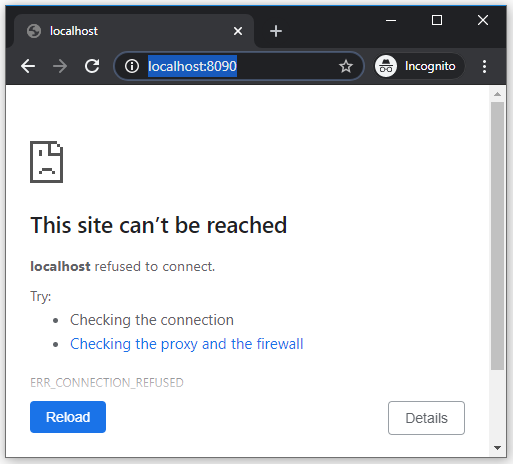 localhost
localhost:8090
Incognito
This site can’t be reached
localhost refused to connect.
Try:
Checking the connection
Checking the proxy and the firewall
ERR_CONNECTION_REFUSED
Reload
Details